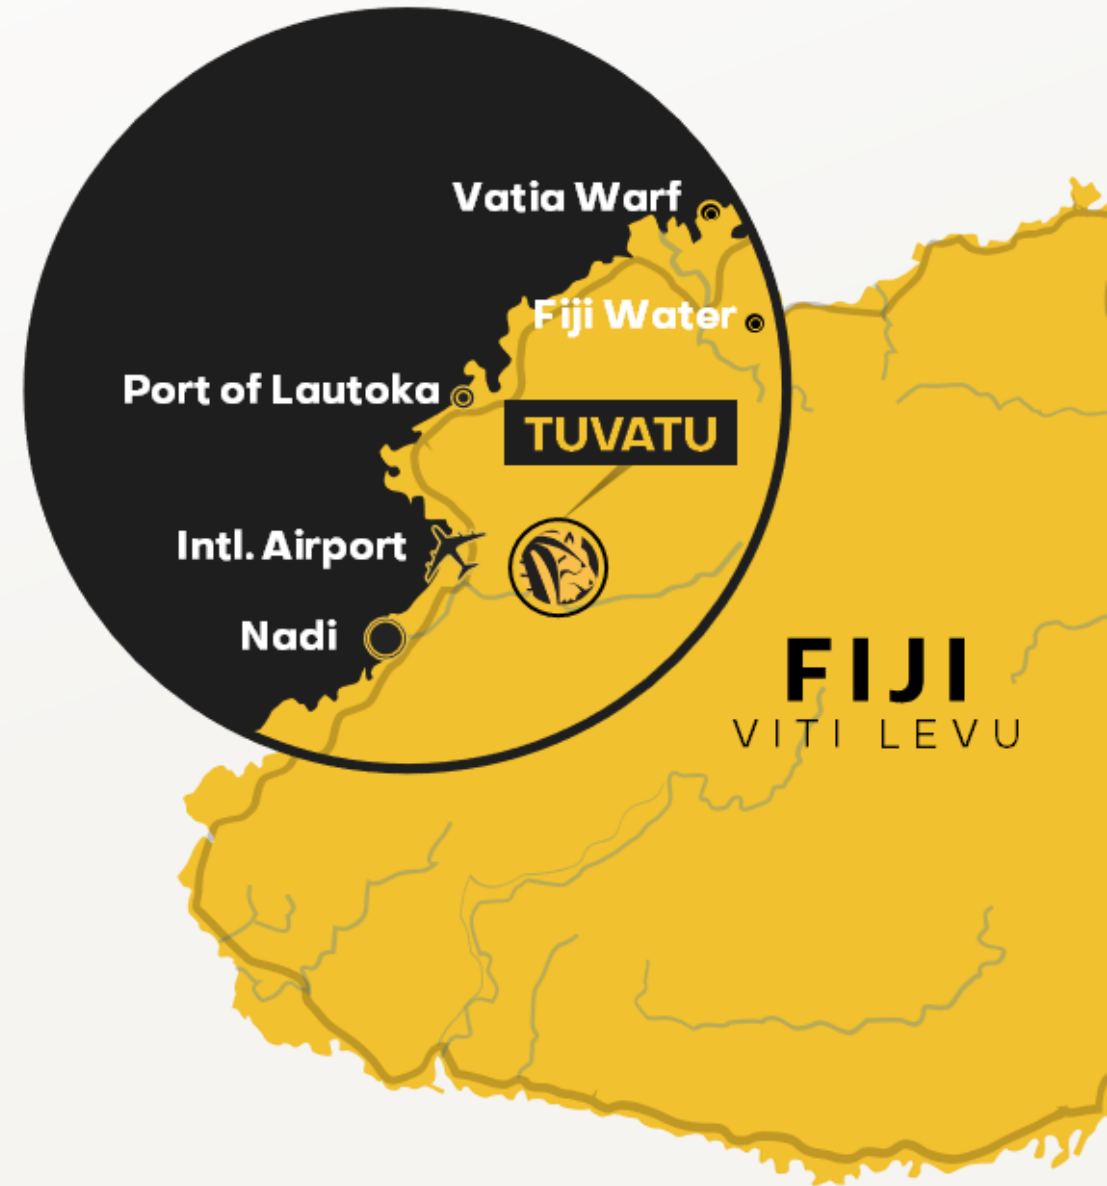 Vatia Warf
Fiji Water
Port of Lautoka
TUVATU
Intl. Airport
Nadi
FIJI
VITI LEVU